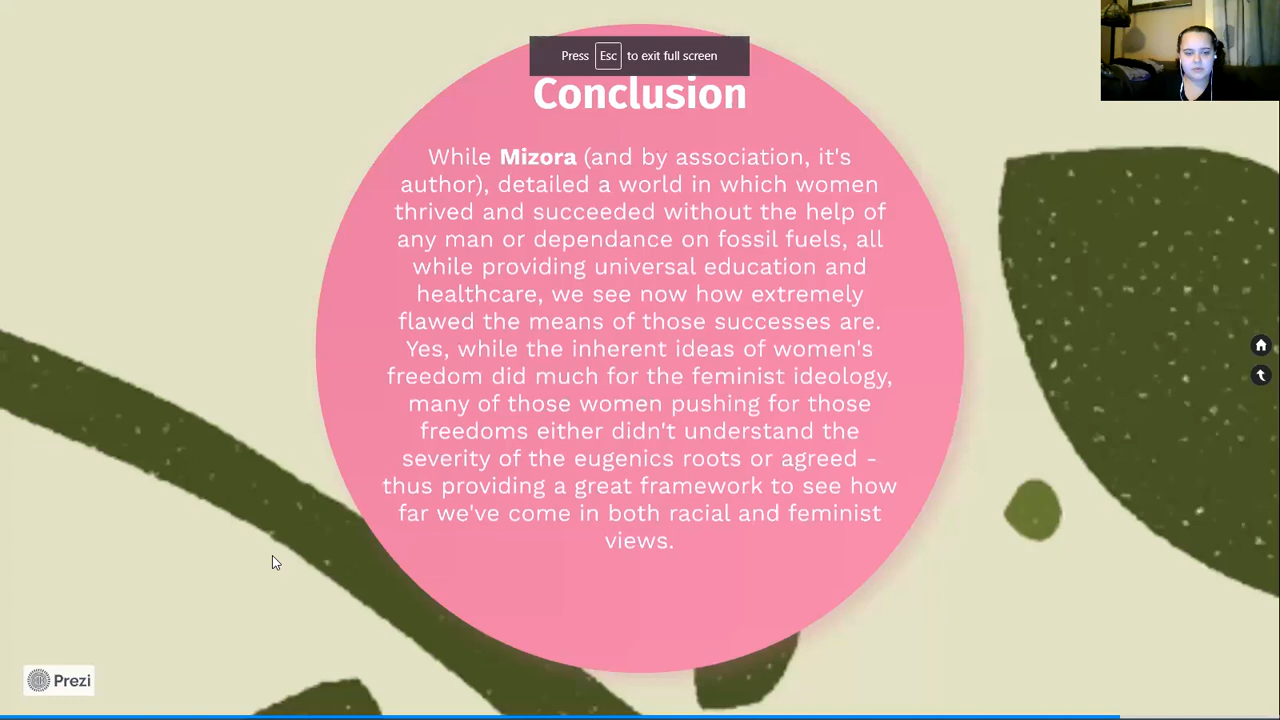 Press Esc to exit full screen
Conclusion
While Mizora (and by association, it's
author), detailed a world in which women
thrived and succeeded without the help of
any man or dependance on fossil fuels, all
while providing universal education and
healthcare, we see now how extremely
flawed the means of those successes are.
Yes, while the inherent ideas of women's
freedom did much for the feminist ideology,
many of those women pushing for those
freedoms either didn't understand the
severity of the eugenics roots or agreed -
thus providing a great framework to see how
far we've come in both racial and feminist
views.
Prezi